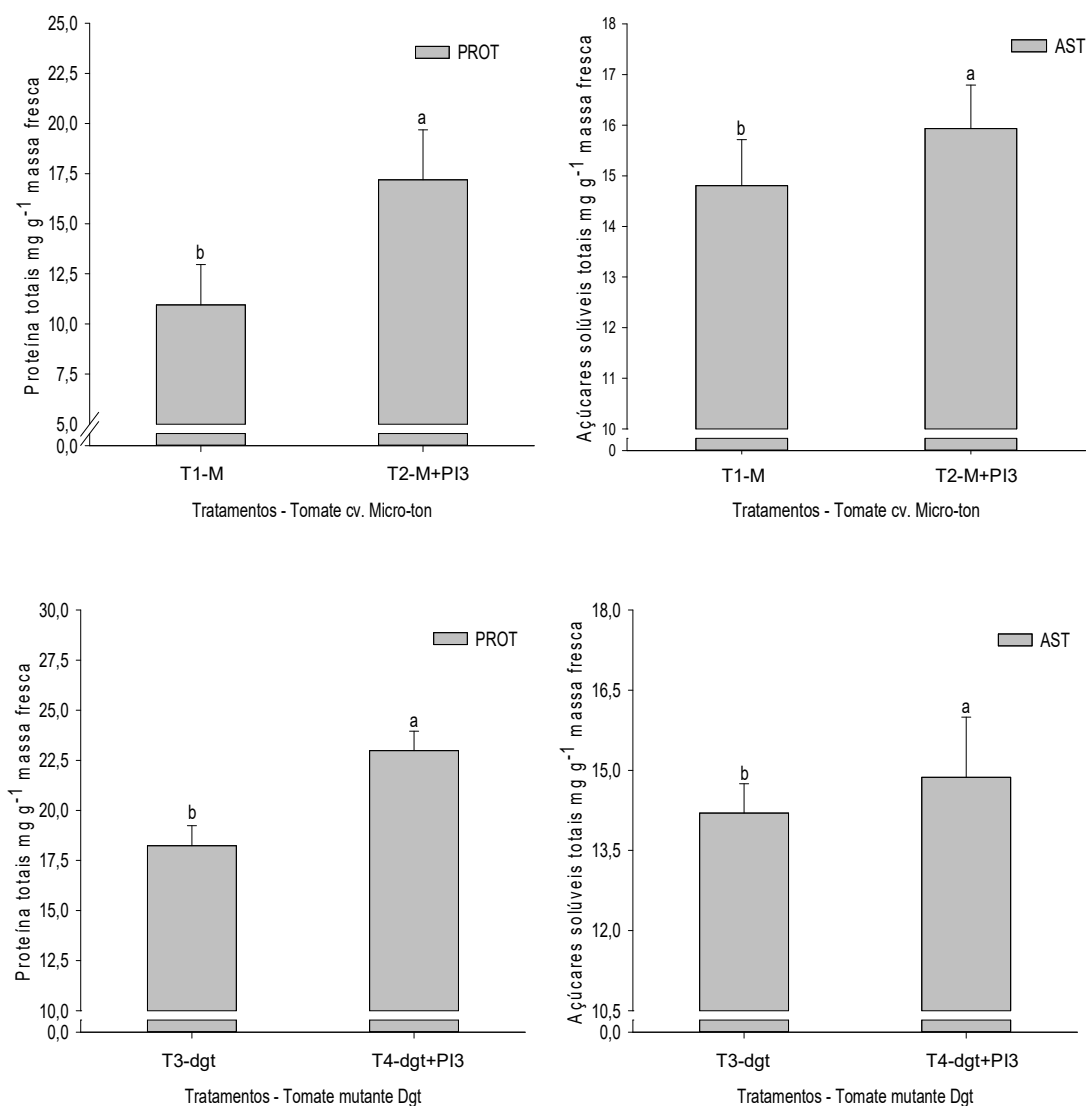 25,0
22,5
20,0
17,5
15,0
12,5
10,0
7,5
5,0
0,0
Proteína totais mg g⁻¹ massa fresca
PROT
b
a
T1-M
T2-M+PI3
Tratamentos - Tomate cv. Micro-ton
18
17
16
15
14
13
12
11
10
0
Açúcares solúveis totais mg g⁻¹ massa fresca
AST
b
a
T1-M
T2-M+PI3
Tratamentos - Tomate cv. Micro-ton
30,0
27,5
25,0
22,5
20,0
17,5
15,0
12,5
10,0
0,0
Proteína totais mg g⁻¹ massa fresca
PROT
b
a
T3-dgt
T4-dgt+PI3
Tratamentos - Tomate mutante Dgt
18,0
16,5
15,0
13,5
12,0
10,5
0,0
Açúcares solúveis totais mg g⁻¹ massa fresca
AST
b
a
T3-dgt
T4-dgt+PI3
Tratamentos - Tomate mutante Dgt